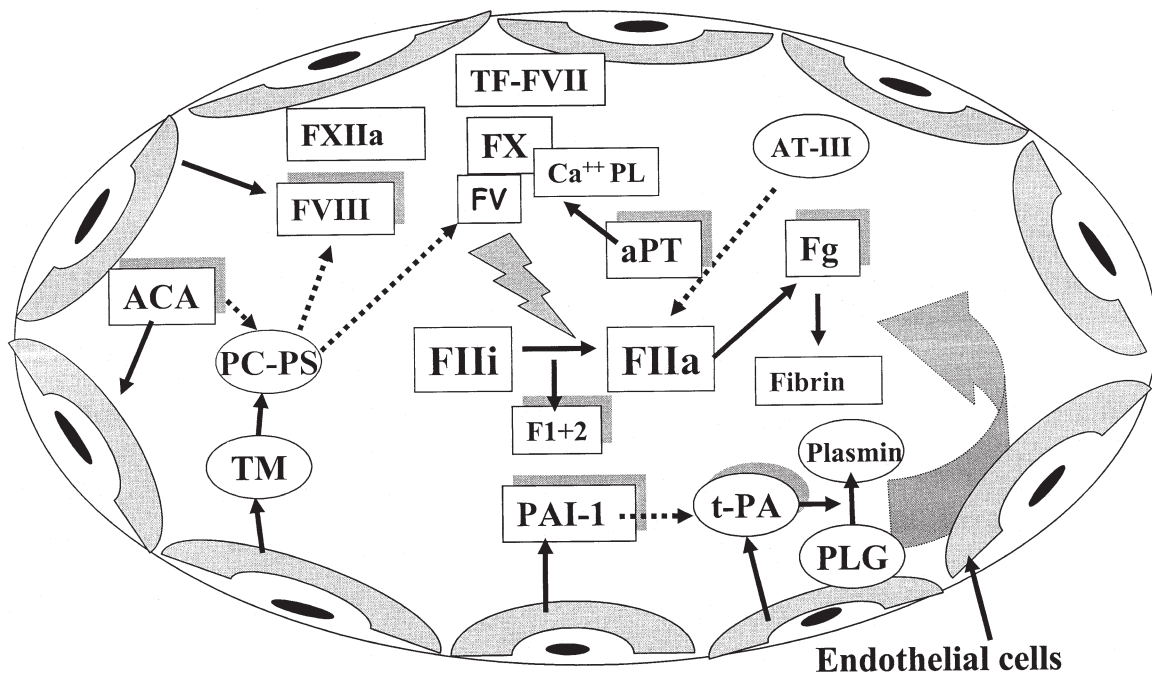 TF-FVII
FXIIa
FX
AT-III
Ca++ PL
FVIII
FV
aPT
Fg
ACA
PC-PS
FIIi
FIIa
Fibrin
F1+2
TM
Plasmin
PAI-1
t-PA
PLG
Endothelial cells